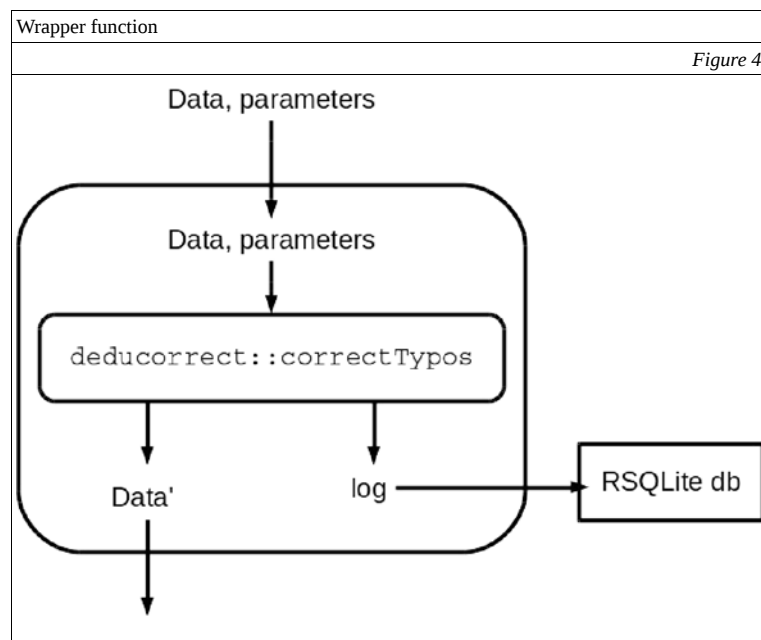 Wrapper function
Figure 4
Data, parameters
Data, parameters
deducorrect::correctTypos
Data'
log
RSQLite db